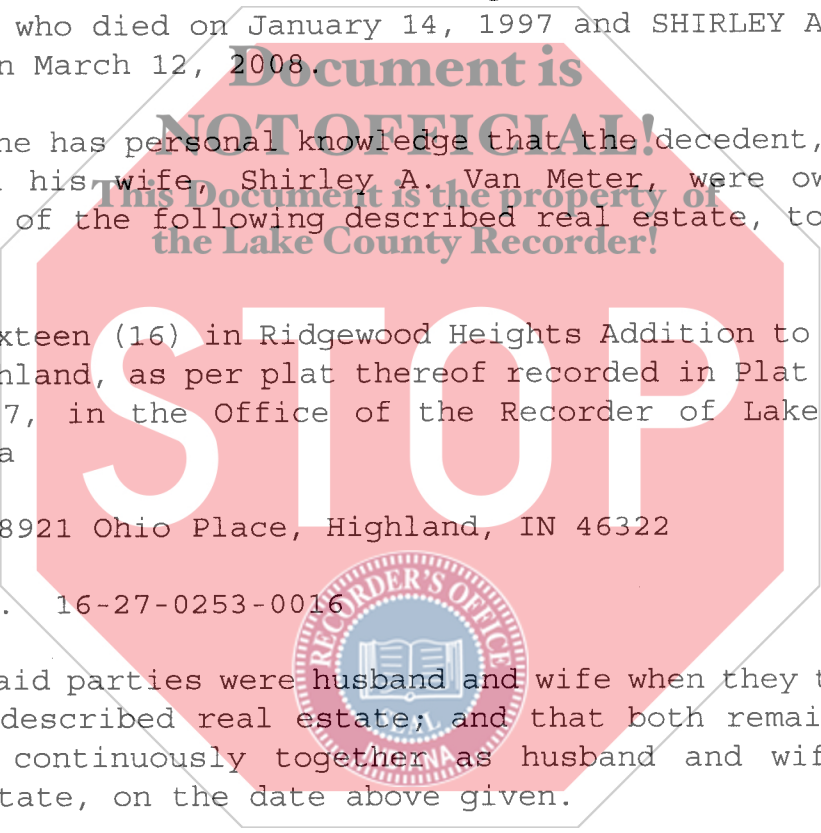 who died on January 14, 1997 and SHIRLEY A
n March 12, 2008.
Document is
ne has personal knowledge that the decedent,
NOT OFFICIAL!
his wife, Shirley A. Van Meter, were ow
This Document is the property of
of the following described real estate, to
the Lake County Recorder!
xteen (16) in Ridgewood Heights Addition to
hland, as per plat thereof recorded in Plat
7, in the Office of the Recorder of Lake
a
STOP
8921 Ohio Place, Highland, IN 46322
. 16-27-0253-0016
RECORDER'S OFFICE
aid parties were husband and wife when they t
described real estate; and that both remai
SEAL
continuously together as husband and wif
INDIANA
tate, on the date above given.